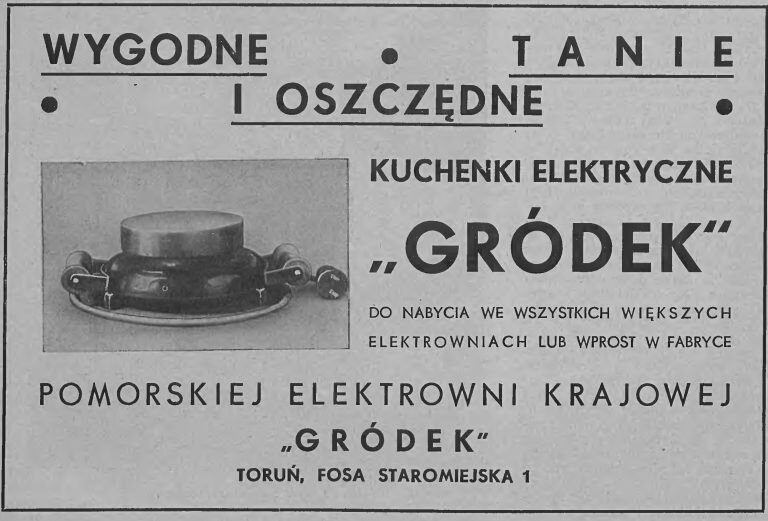 WYGODNE • TANIE
• I OSZCZĘDNE •
KUCHENKI ELEKTRYCZNE
„GRÓDEK“
DO NABYCIA WE WSZYSTKICH WIĘKSZYCH
ELEKTROWNIACH LUB WPROST W FABRYCE
POMORSKIEJ ELEKTROWNI KRAJOWEJ
„GRÓDEK”
TORUŃ, FOSA STAROMIEJSKA 1